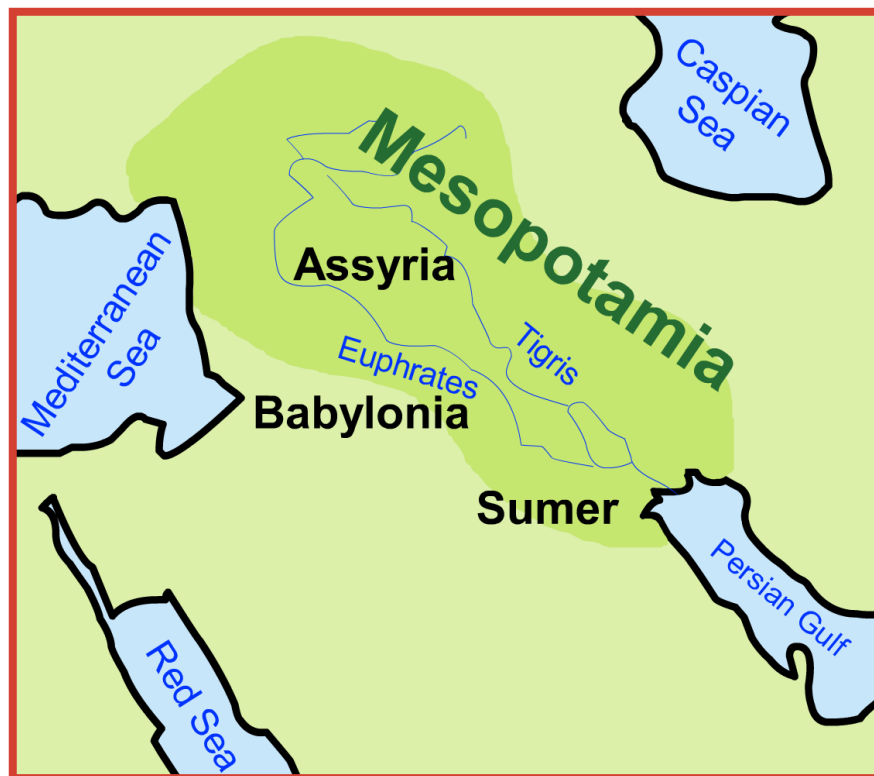 Caspian
Sea
Mesopotamia
Mediterranean
Sea
Assyria
Tigris
Euphrates
Babylonia
Sumer
Persian Gulf
Red Sea